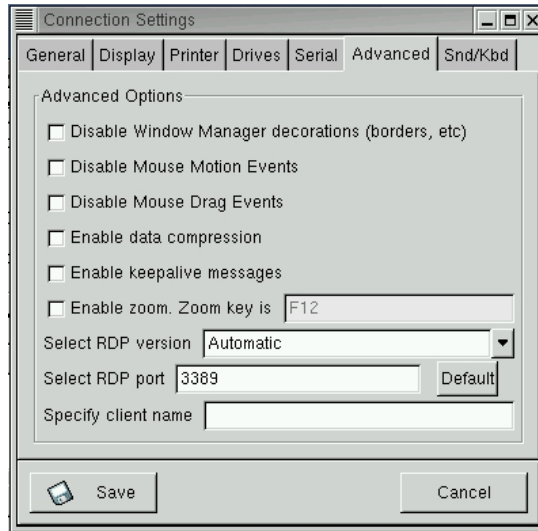 Connection Settings
General Display Printer Drives Serial Advanced Snd/Kbd
Advanced Options
Disable Window Manager decorations (borders, etc)
Disable Mouse Motion Events
Disable Mouse Drag Events
Enable data compression
Enable keepalive messages
Enable zoom. Zoom key is F12
Select RDP version Automatic
Select RDP port 3389 Default
Specify client name
Save Cancel